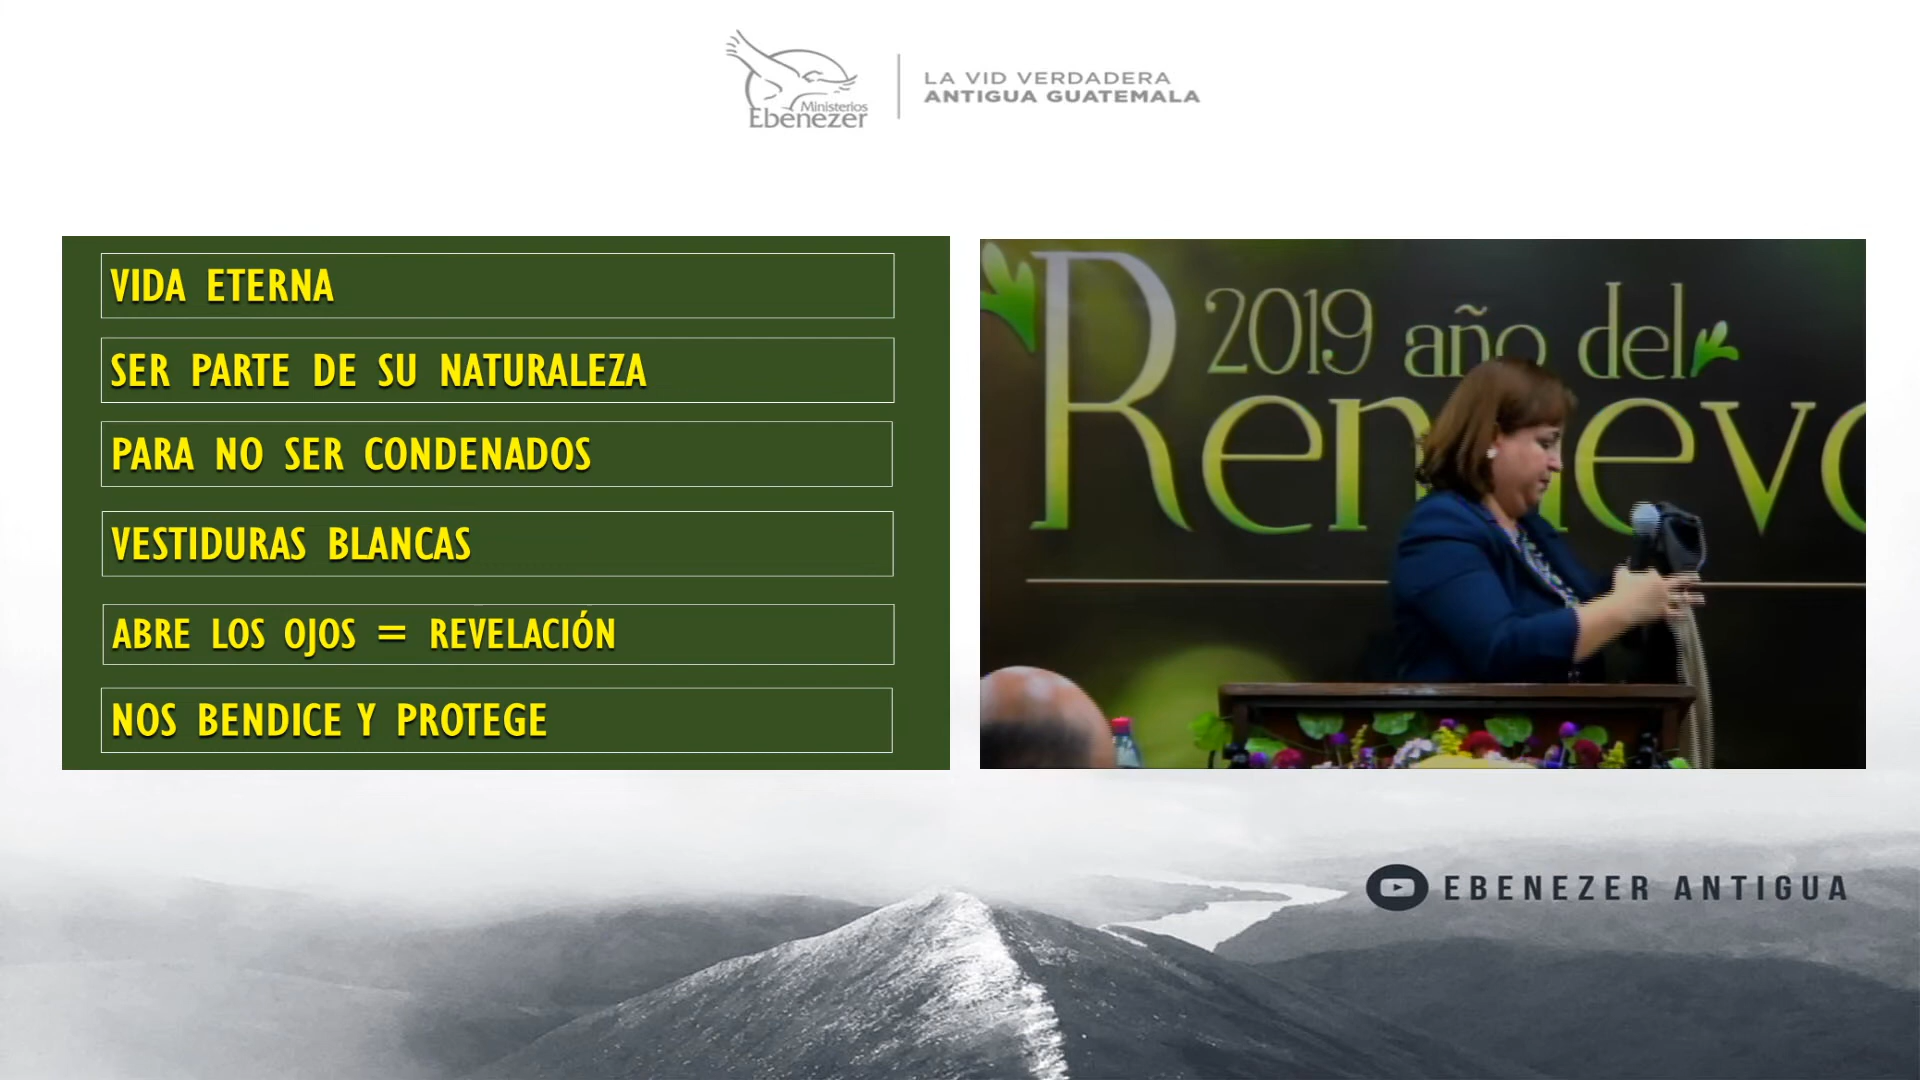 Ministerios
Ebenezer
LA VID VERDADERA
ANTIGUA GUATEMALA
VIDA ETERNA
SER PARTE DE SU NATURALEZA
PARA NO SER CONDENADOS
VESTIDURAS BLANCAS
ABRE LOS OJOS = REVELACIÓN
NOS BENDICE Y PROTEGE
2019 año del
EBENEZER ANTIGUA